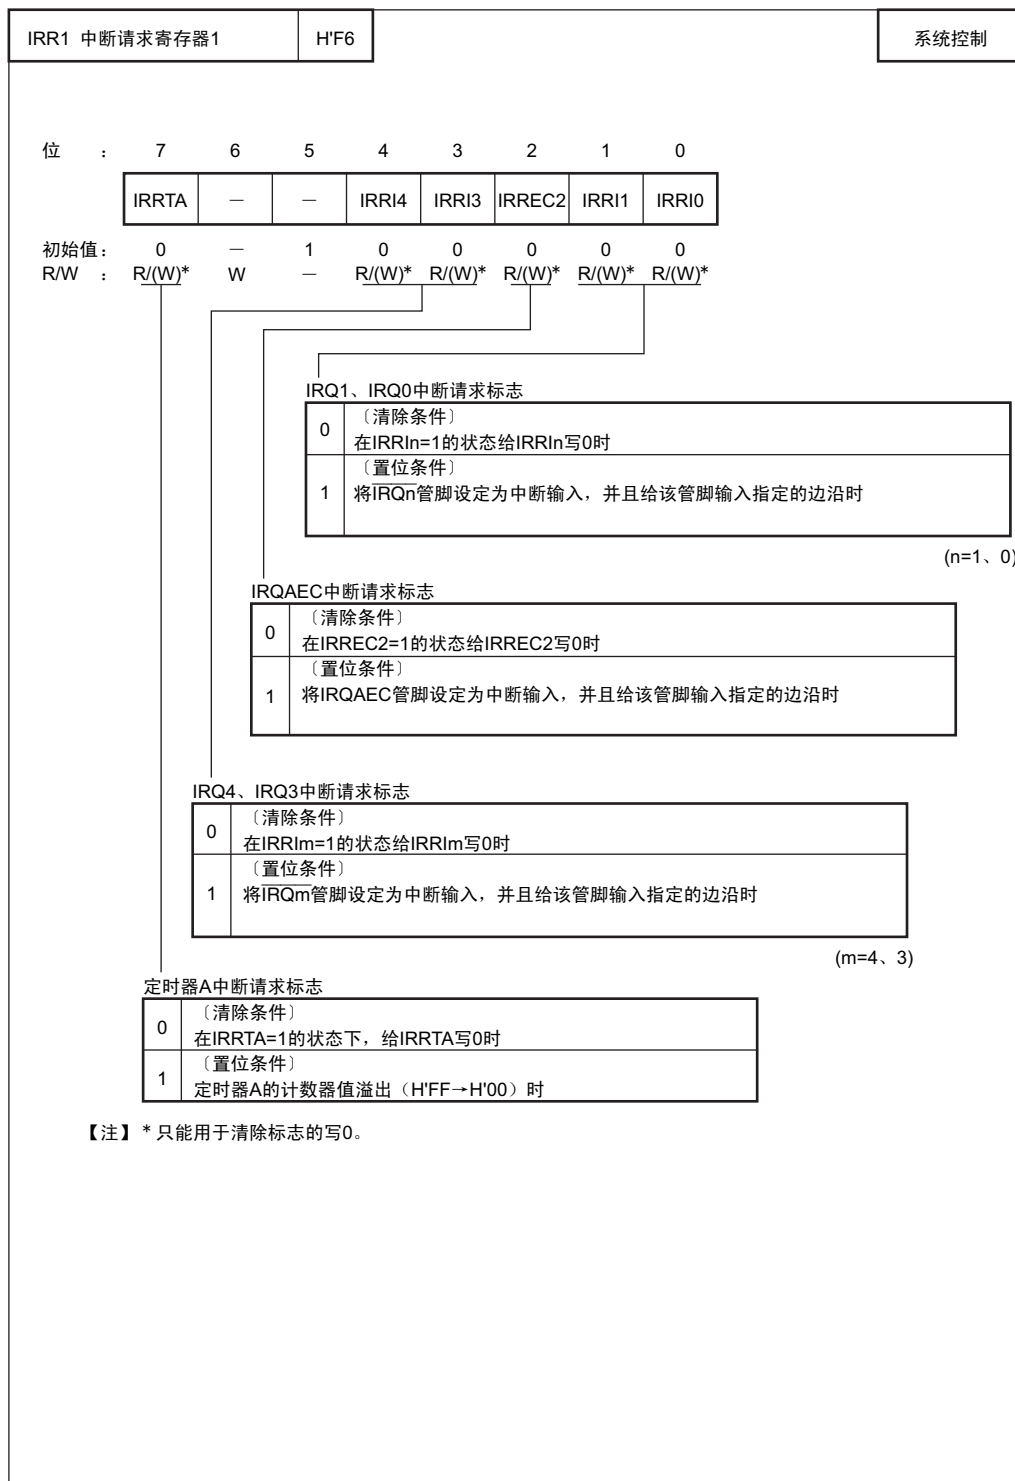 IRR1 中断请求寄存器1 H'F6 系统控制
位 : 7 6 5 4 3 2 1 0
IRRTA － － IRRI4 IRRI3 IRREC2 IRRI1 IRRI0
初始值: 0 － 1 0 0 0 0 0
R/W : R/(W)* W － R/(W)* R/(W)* R/(W)* R/(W)* R/(W)*
IRQ1、IRQ0中断请求标志
0 〔清除条件〕
在IRRIn=1的状态给IRRIn写0时
〔置位条件〕
1 将IRQn管脚设定为中断输入，并且给该管脚输入指定的边沿时
(n=1、0)
IRQAEC中断请求标志
0 〔清除条件〕
在IRREC2=1的状态给IRREC2写0时
〔置位条件〕
1 将IRQAEC管脚设定为中断输入，并且给该管脚输入指定的边沿时
IRQ4、IRQ3中断请求标志
0 〔清除条件〕
在IRRIm=1的状态给IRRIm写0时
〔置位条件〕
1 将IRQm管脚设定为中断输入，并且给该管脚输入指定的边沿时
(m=4、3)
定时器A中断请求标志
0 〔清除条件〕
在IRRTA=1的状态下，给IRRTA写0时
1 〔置位条件〕
定时器A的计数器值溢出（H'FF→H'00）时
【注】 * 只能用于清除标志的写0。